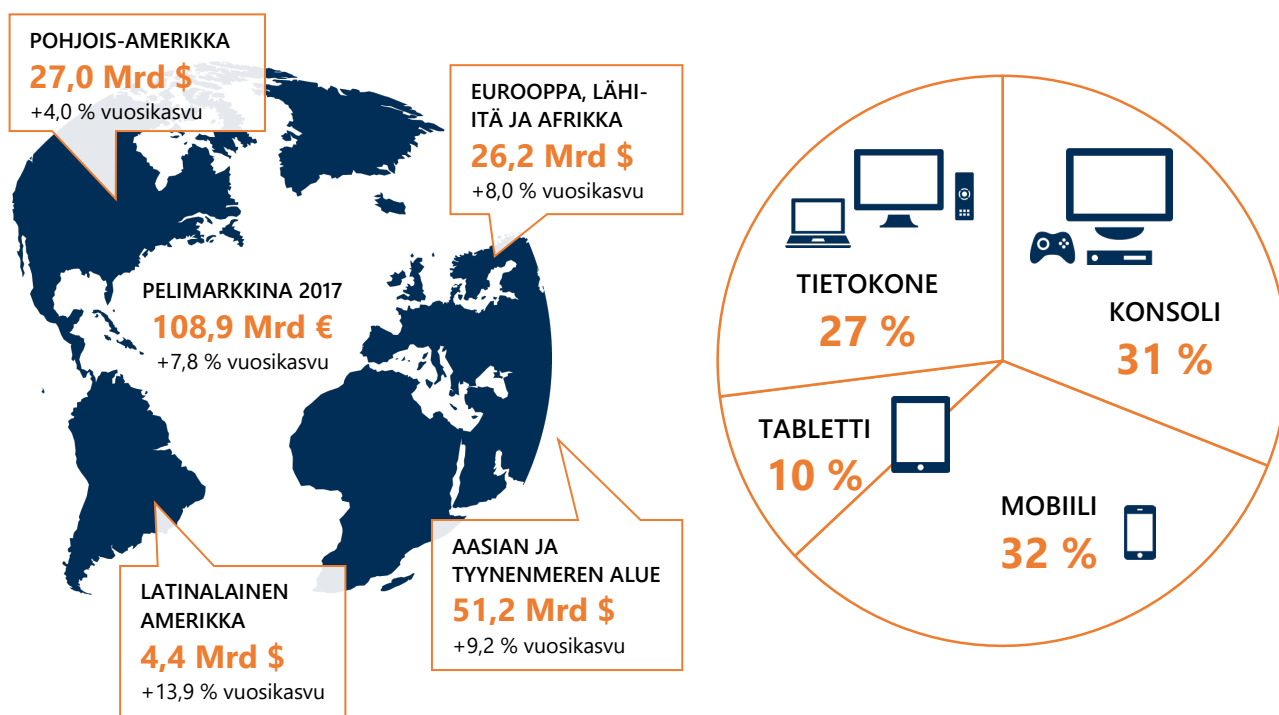 POHJOIS-AMERIKKA
27,0 Mrd $
+4,0 % vuosikasvu
EUROOPPA, LÄHI-
ITÄ JA AFRIKKA
26,2 Mrd $
+8,0 % vuosikasvu
PELIMARKKINA 2017
108,9 Mrd €
+7,8 % vuosikasvu
LATINALAINEN
AMERIKKA
4,4 Mrd $
+13,9 % vuosikasvu
AASIAN JA
TYYNENMEREN ALUE
51,2 Mrd $
+9,2 % vuosikasvu
TIETOKONE
27 %
KONSOLI
31 %
TABLETTI
10 %
MOBIILI
32 %